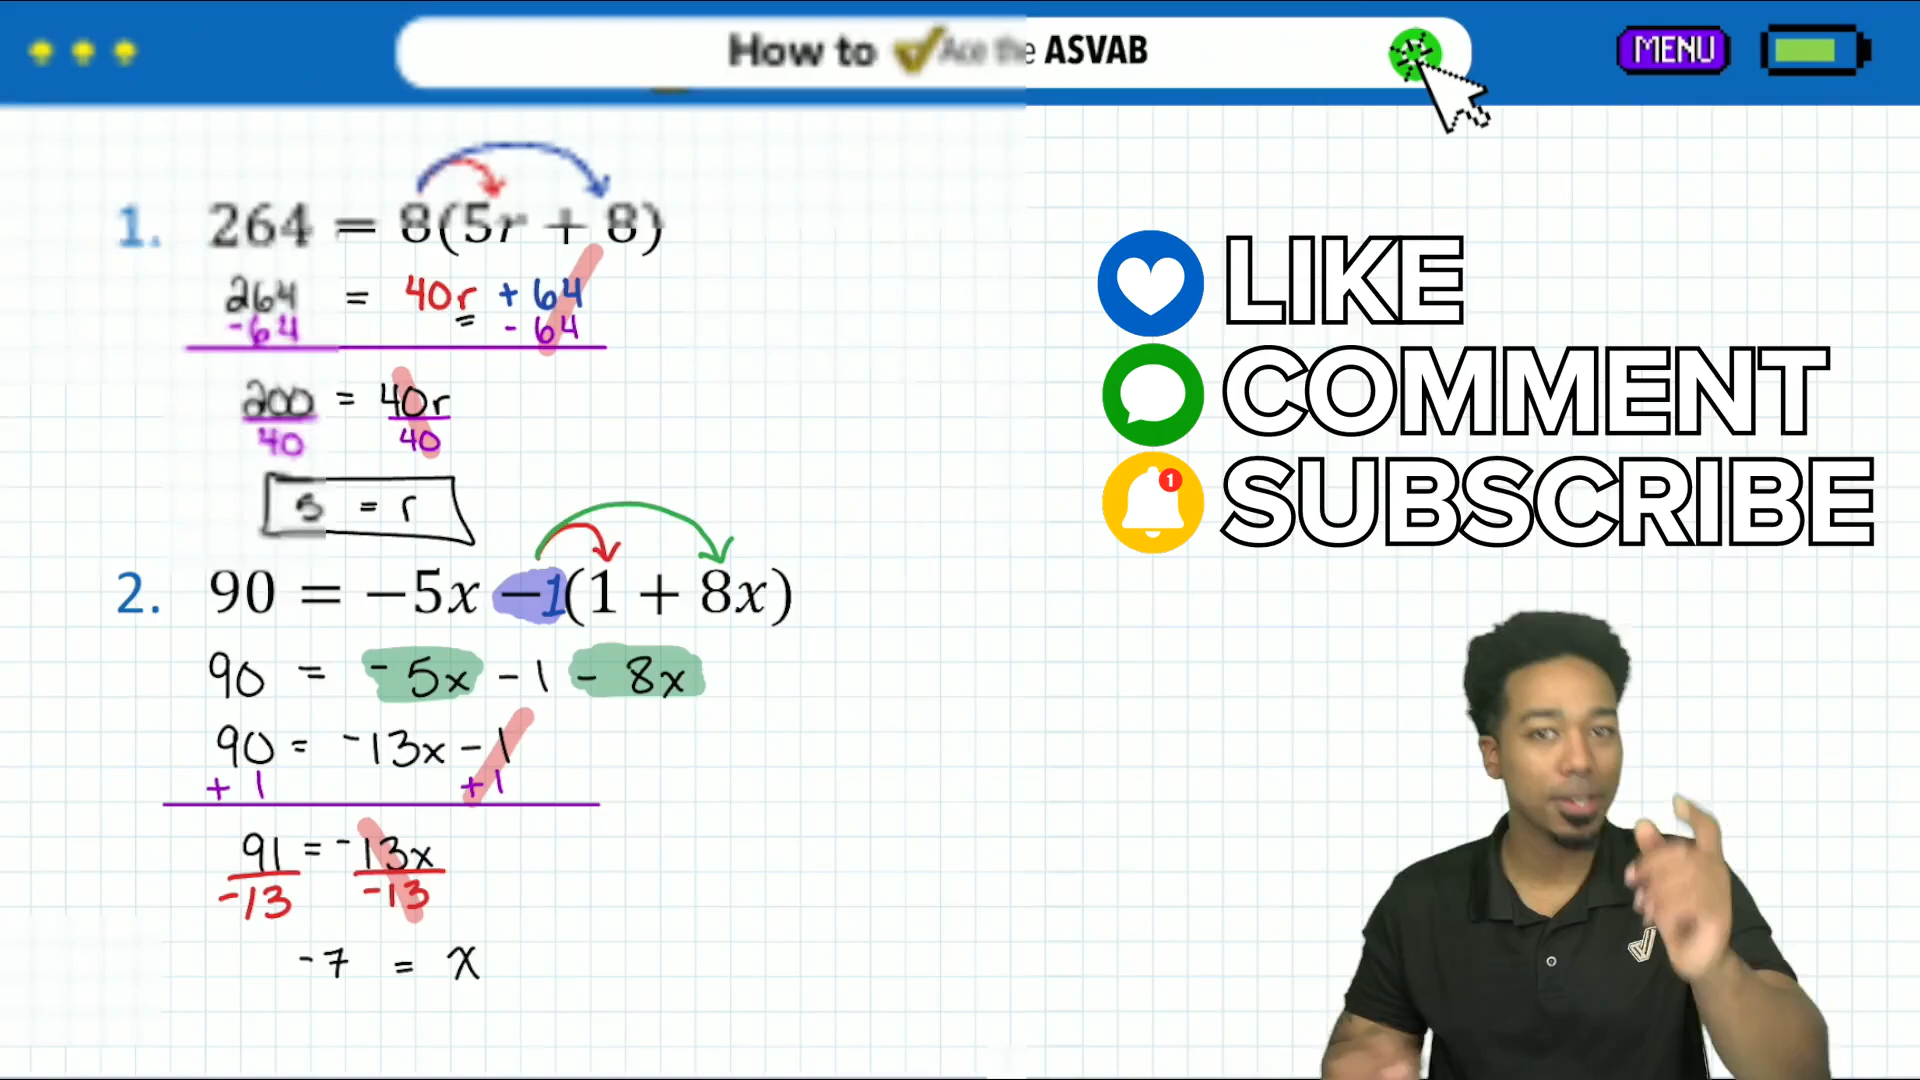 How to Ace the ASVAB
MENU
1. 264 = 8(5r + 8)
264 = 40r + 64
-64 - 64
200 = 40r
40 40
5 = r
2. 90 = −5x −1(1 + 8x)
90 = -5x - 1 - 8x
90 = -13x - 1
+ 1 +1
91 = -13x
-13 -13
-7 = x
LIKE
COMMENT
1
SUBSCRIBE